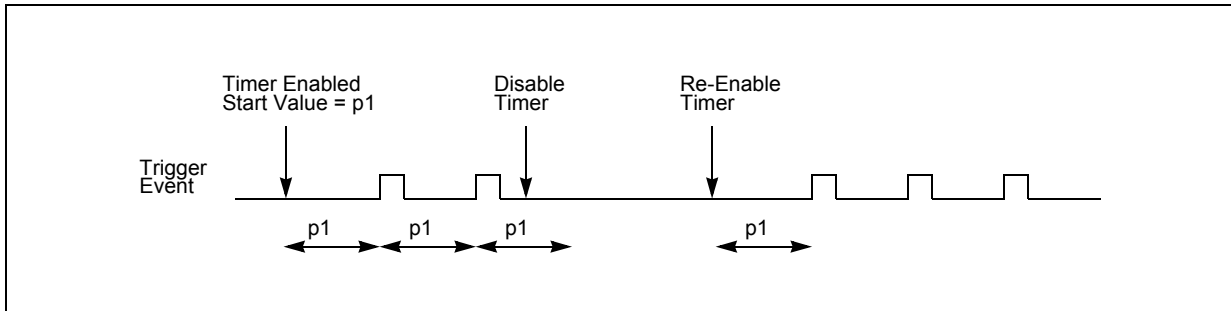 Timer Enabled
Start Value = p1
Disable
Timer
Re-Enable
Timer
Trigger
Event
p1
p1
p1
p1